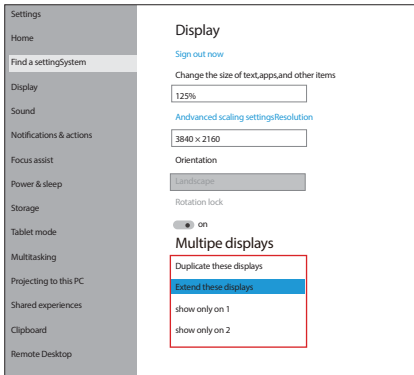 Settings
Home
Find a settingSystem
Display
Sound
Notifications & actions
Focus assist
Power & sleep
Storage
Tablet mode
Multitasking
Projecting to this PC
Shared experiences
Clipboard
Remote Desktop
Display
Sign out now
Change the size of text,apps,and other items
125%
Andvanced scaling settingsResolution
3840 × 2160
Orientation
Landscape
Rotation lock
on
Multipe displays
Duplicate these displays
Extend these displays
show only on 1
show only on 2